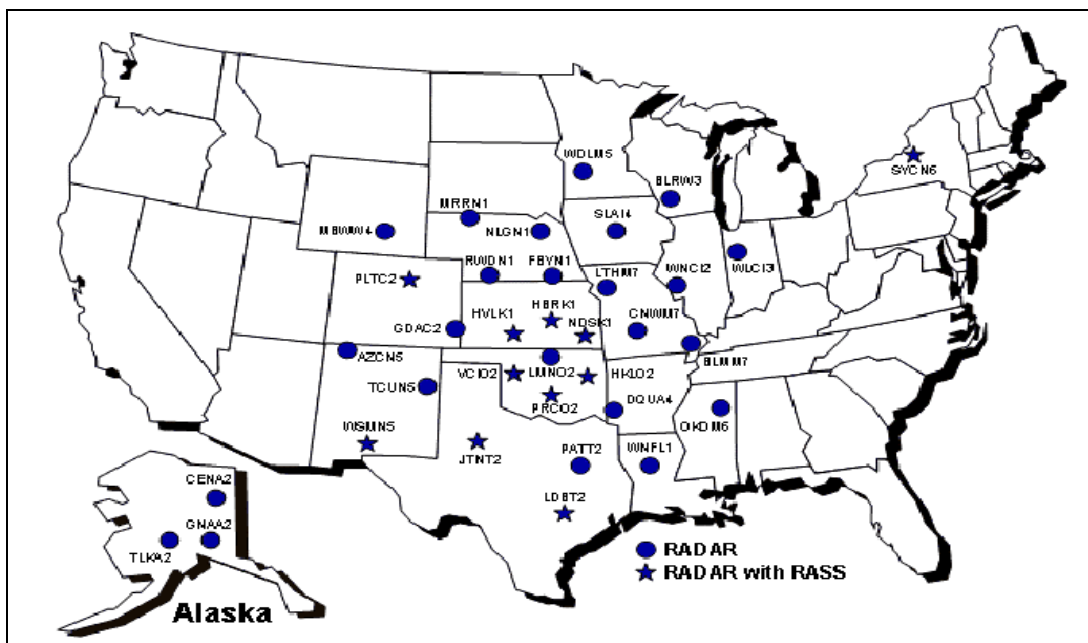 WDLM5
SYCN6
BLRW3
MRRN1
SLAI4
MBWW4
NLGN1
RWDN1
FBYN1
WLCI3
PLTC2
LTHM7
WNCI2
HVLK1
HBRK1
NDSK1
CNWM7
GDAC2
AZCN5
BLMM7
VCIO2
LMNO2
HKLO2
TCUN5
PRCO2
DQUA4
OKOM6
WSMN5
JTNT2
PATT2
WNFL1
CENA2
LDBT2
GNAA2
TLKA2
RADAR
RADAR with RASS
Alaska